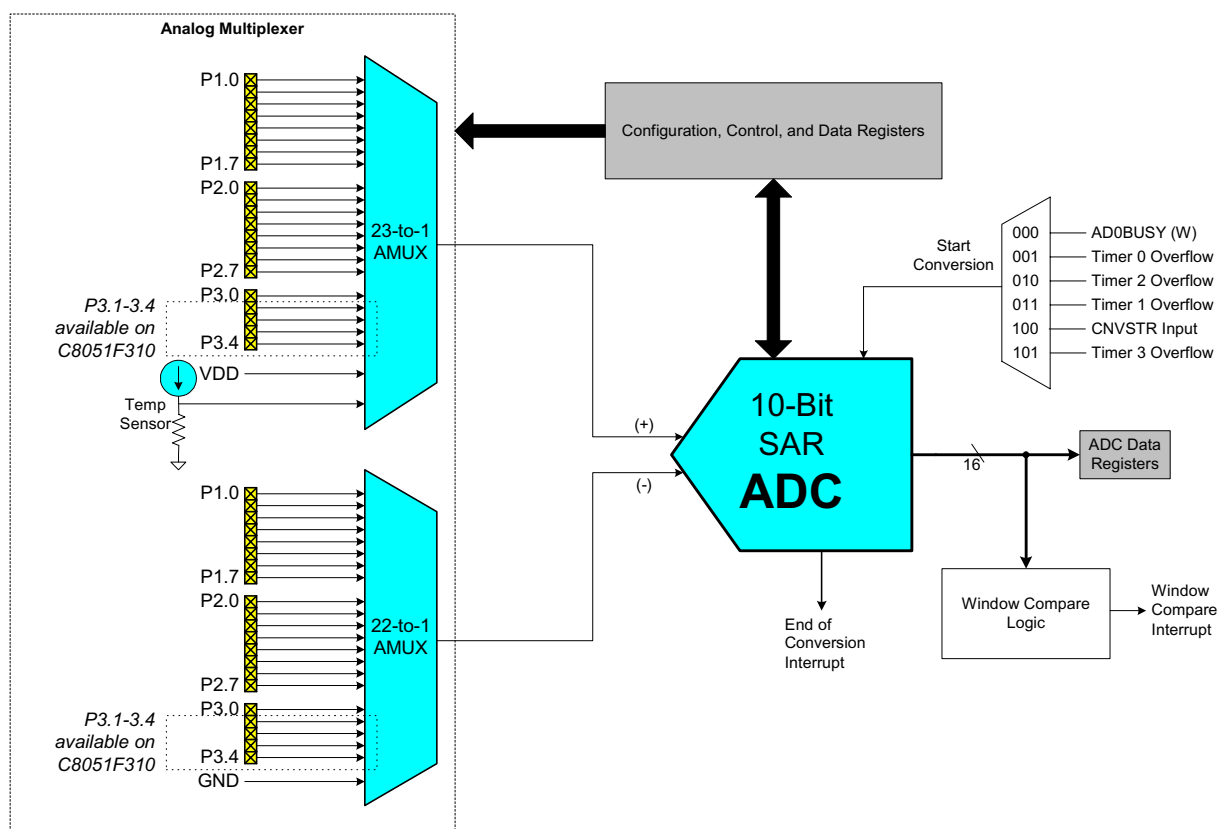 Analog Multiplexer
P1.0
P1.7
P2.0
P2.7
P3.0
P3.4
P3.1-3.4
available on
C8051F310
VDD
Temp
Sensor
23-to-1
AMUX
P1.0
P1.7
P2.0
P2.7
P3.0
P3.4
P3.1-3.4
available on
C8051F310
GND
22-to-1
AMUX
Configuration, Control, and Data Registers
Start
Conversion
000 AD0BUSY (W)
001 Timer 0 Overflow
010 Timer 2 Overflow
011 Timer 1 Overflow
100 CNVSTR Input
101 Timer 3 Overflow
(+)
(-)
10-Bit
SAR
ADC
16
ADC Data
Registers
End of
Conversion
Interrupt
Window Compare
Logic
Window
Compare
Interrupt